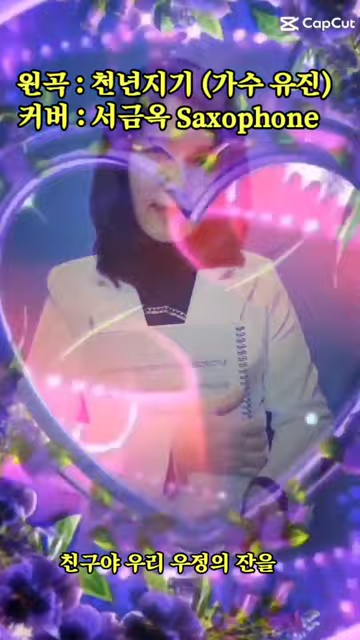 CapCut
원곡 : 천년지기 (가수 유진)
커버 : 서금옥 Saxophone
친구야 우리 우정의 잔을